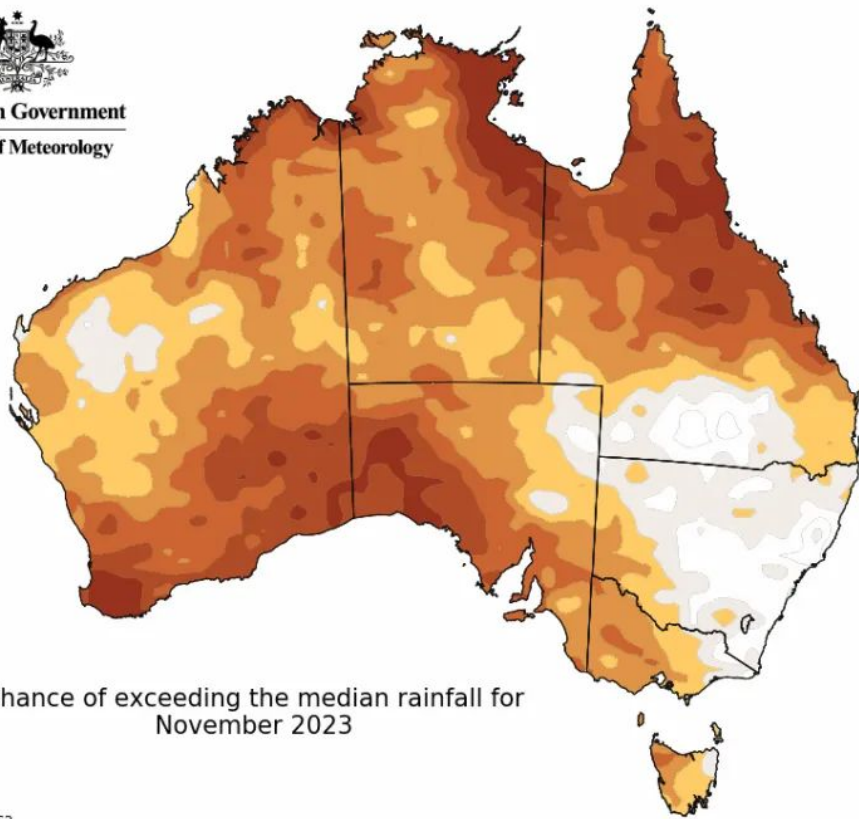 n Government
f Meteorology
hance of exceeding the median rainfall for
November 2023